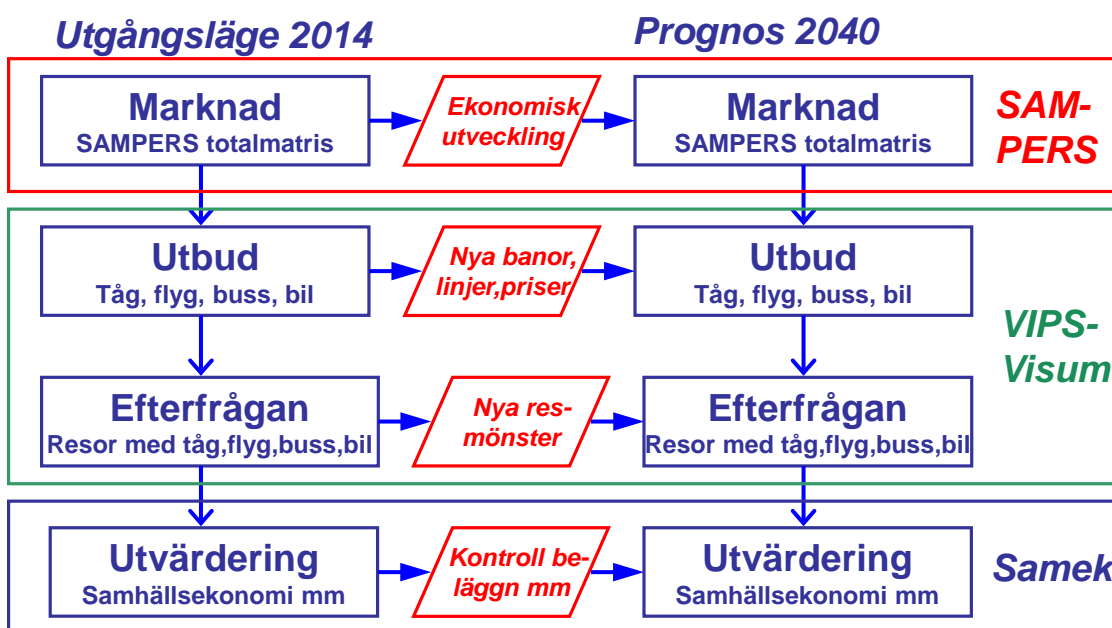 Utgångsläge 2014
Prognos 2040
Marknad
SAMPERS totalmatris
Ekonomisk
utveckling
Marknad
SAMPERS totalmatris
SAM-
PERS
Utbud
Tåg, flyg, buss, bil
Nya banor,
linjer,priser
Utbud
Tåg, flyg, buss, bil
VIPS-
Visum
Efterfrågan
Resor med tåg,flyg,buss,bil
Nya res-
mönster
Efterfrågan
Resor med tåg,flyg,buss,bil
Utvärdering
Samhällsekonomi mm
Kontroll be-
läggn mm
Utvärdering
Samhällsekonomi mm
Samek